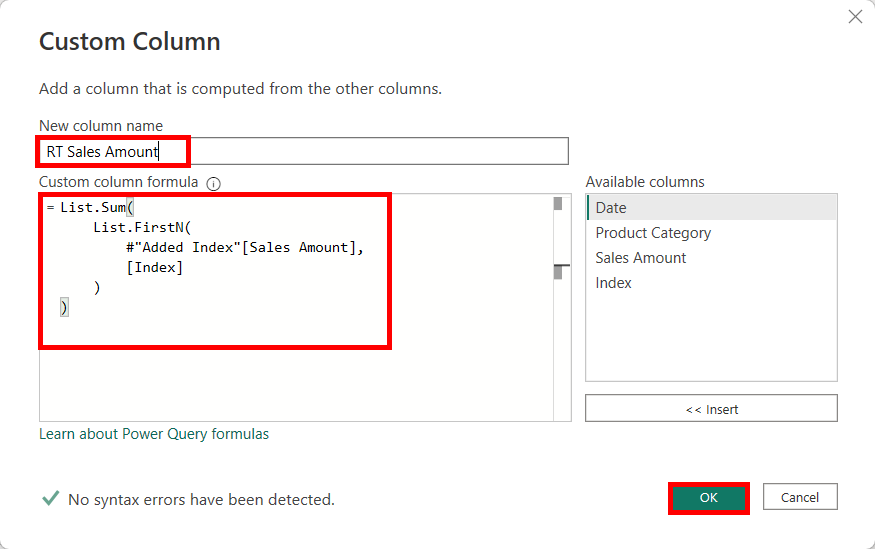 Custom Column
Add a column that is computed from the other columns.
New column name
RT Sales Amount
Custom column formula
Available columns
= List.Sum(
List.FirstN(
#"Added Index"[Sales Amount],
[Index]
)
)
Date
Product Category
Sales Amount
Index
<< Insert
Learn about Power Query formulas
No syntax errors have been detected.
OK
Cancel